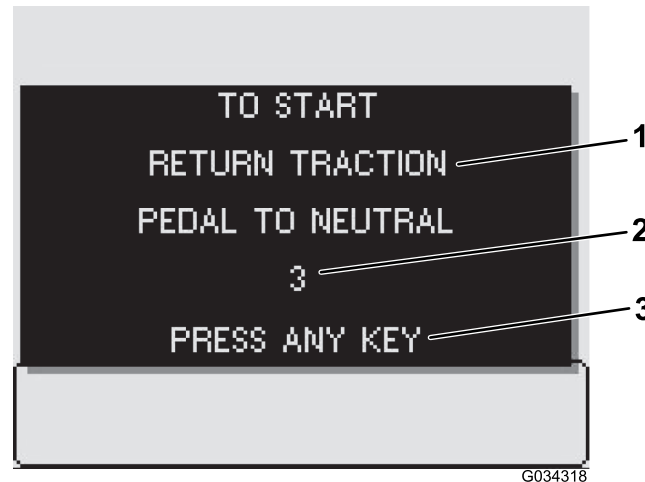 TO START
RETURN TRACTION
1
PEDAL TO NEUTRAL
2
3
3
PRESS ANY KEY
G034318